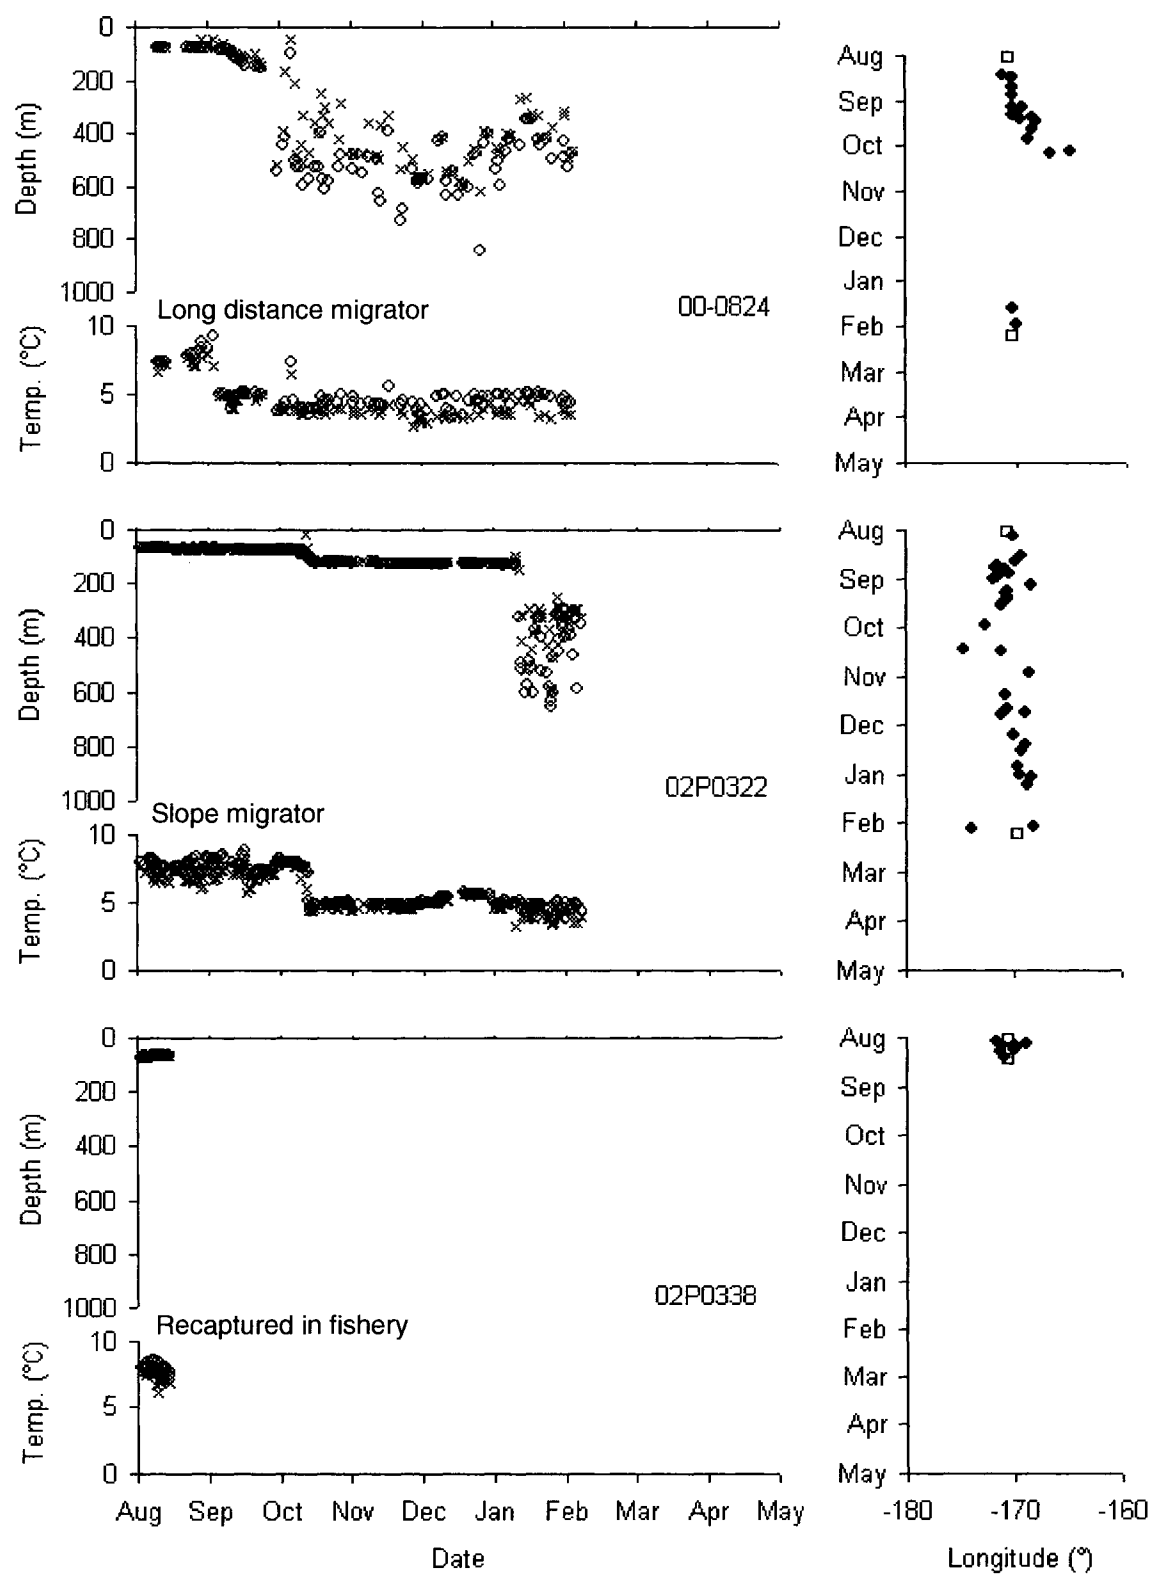 Depth (m)
0
200
400
600
800
1000
Long distance migrator
00-0824
Temp. (°C)
10
5
0
Aug
Sep
Oct
Nov
Dec
Jan
Feb
Mar
Apr
May
Depth (m)
0
200
400
600
800
1000
Slope migrator
02P0322
Temp. (°C)
10
5
0
Aug
Sep
Oct
Nov
Dec
Jan
Feb
Mar
Apr
May
Depth (m)
0
200
400
600
800
1000
Recaptured in fishery
02P0338
Temp. (°C)
10
5
0
Aug Sep Oct Nov Dec Jan Feb Mar Apr May
Date
Aug
Sep
Oct
Nov
Dec
Jan
Feb
Mar
Apr
May
-180 -170 -160
Longitude (°)